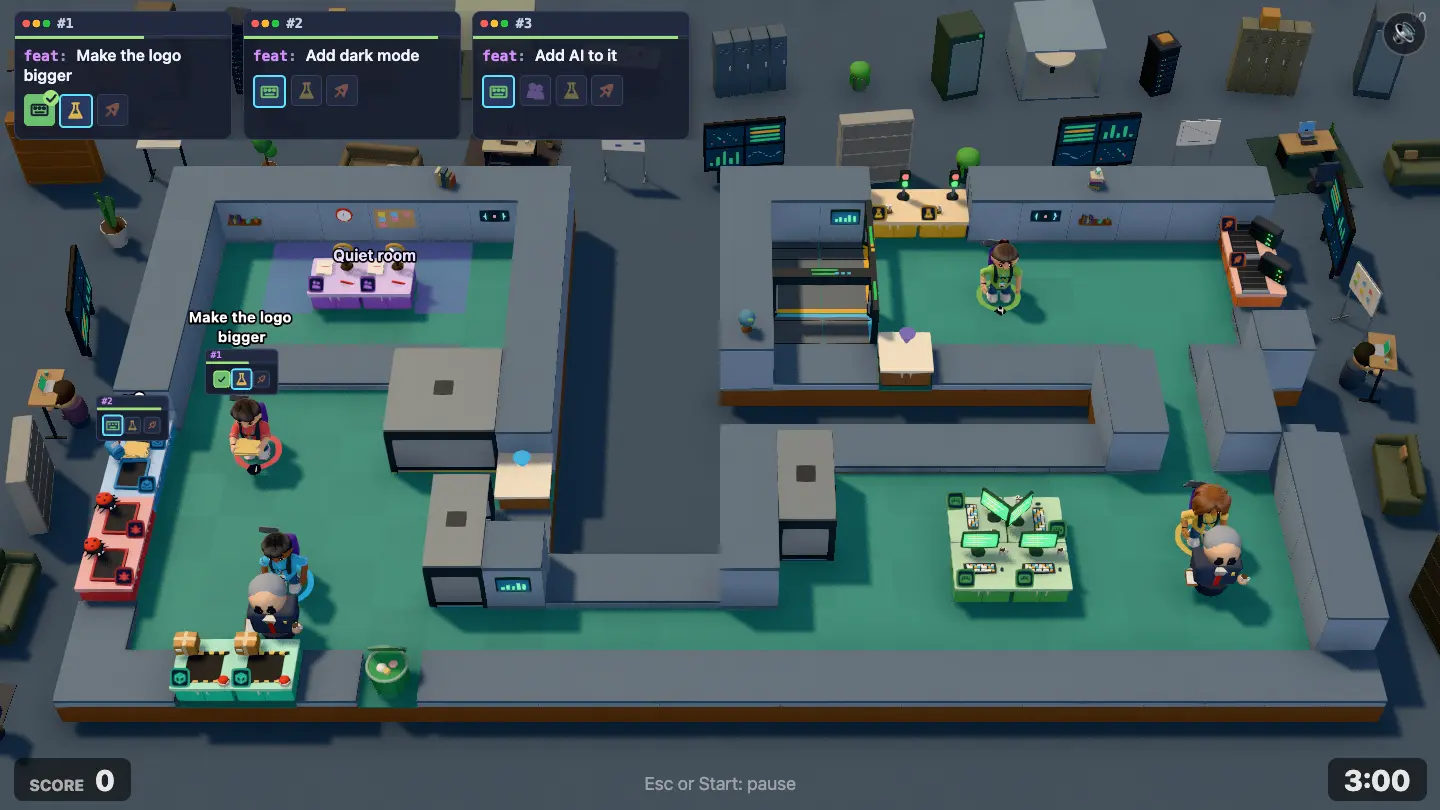 #1
feat: Make the logo
bigger
#2
feat: Add dark mode
#3
feat: Add AI to it
0
Quiet room
Make the logo
bigger
#1
#2
SCORE 0
Esc or Start: pause
3:00